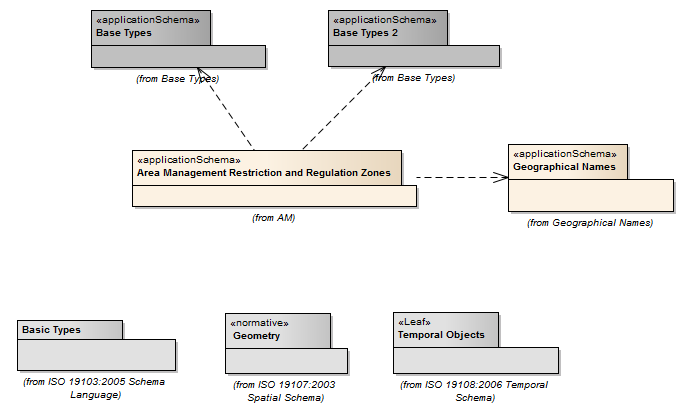 «applicationSchema»
Base Types
(from Base Types)
«applicationSchema»
Base Types 2
(from Base Types)
«applicationSchema»
Area Management Restriction and Regulation Zones
(from AM)
«applicationSchema»
Geographical Names
(from Geographical Names)
Basic Types
(from ISO 19103:2005 Schema
Language)
«normative»
Geometry
(from ISO 19107:2003
Spatial Schema)
«Leaf»
Temporal Objects
(from ISO 19108:2006 Temporal
Schema)